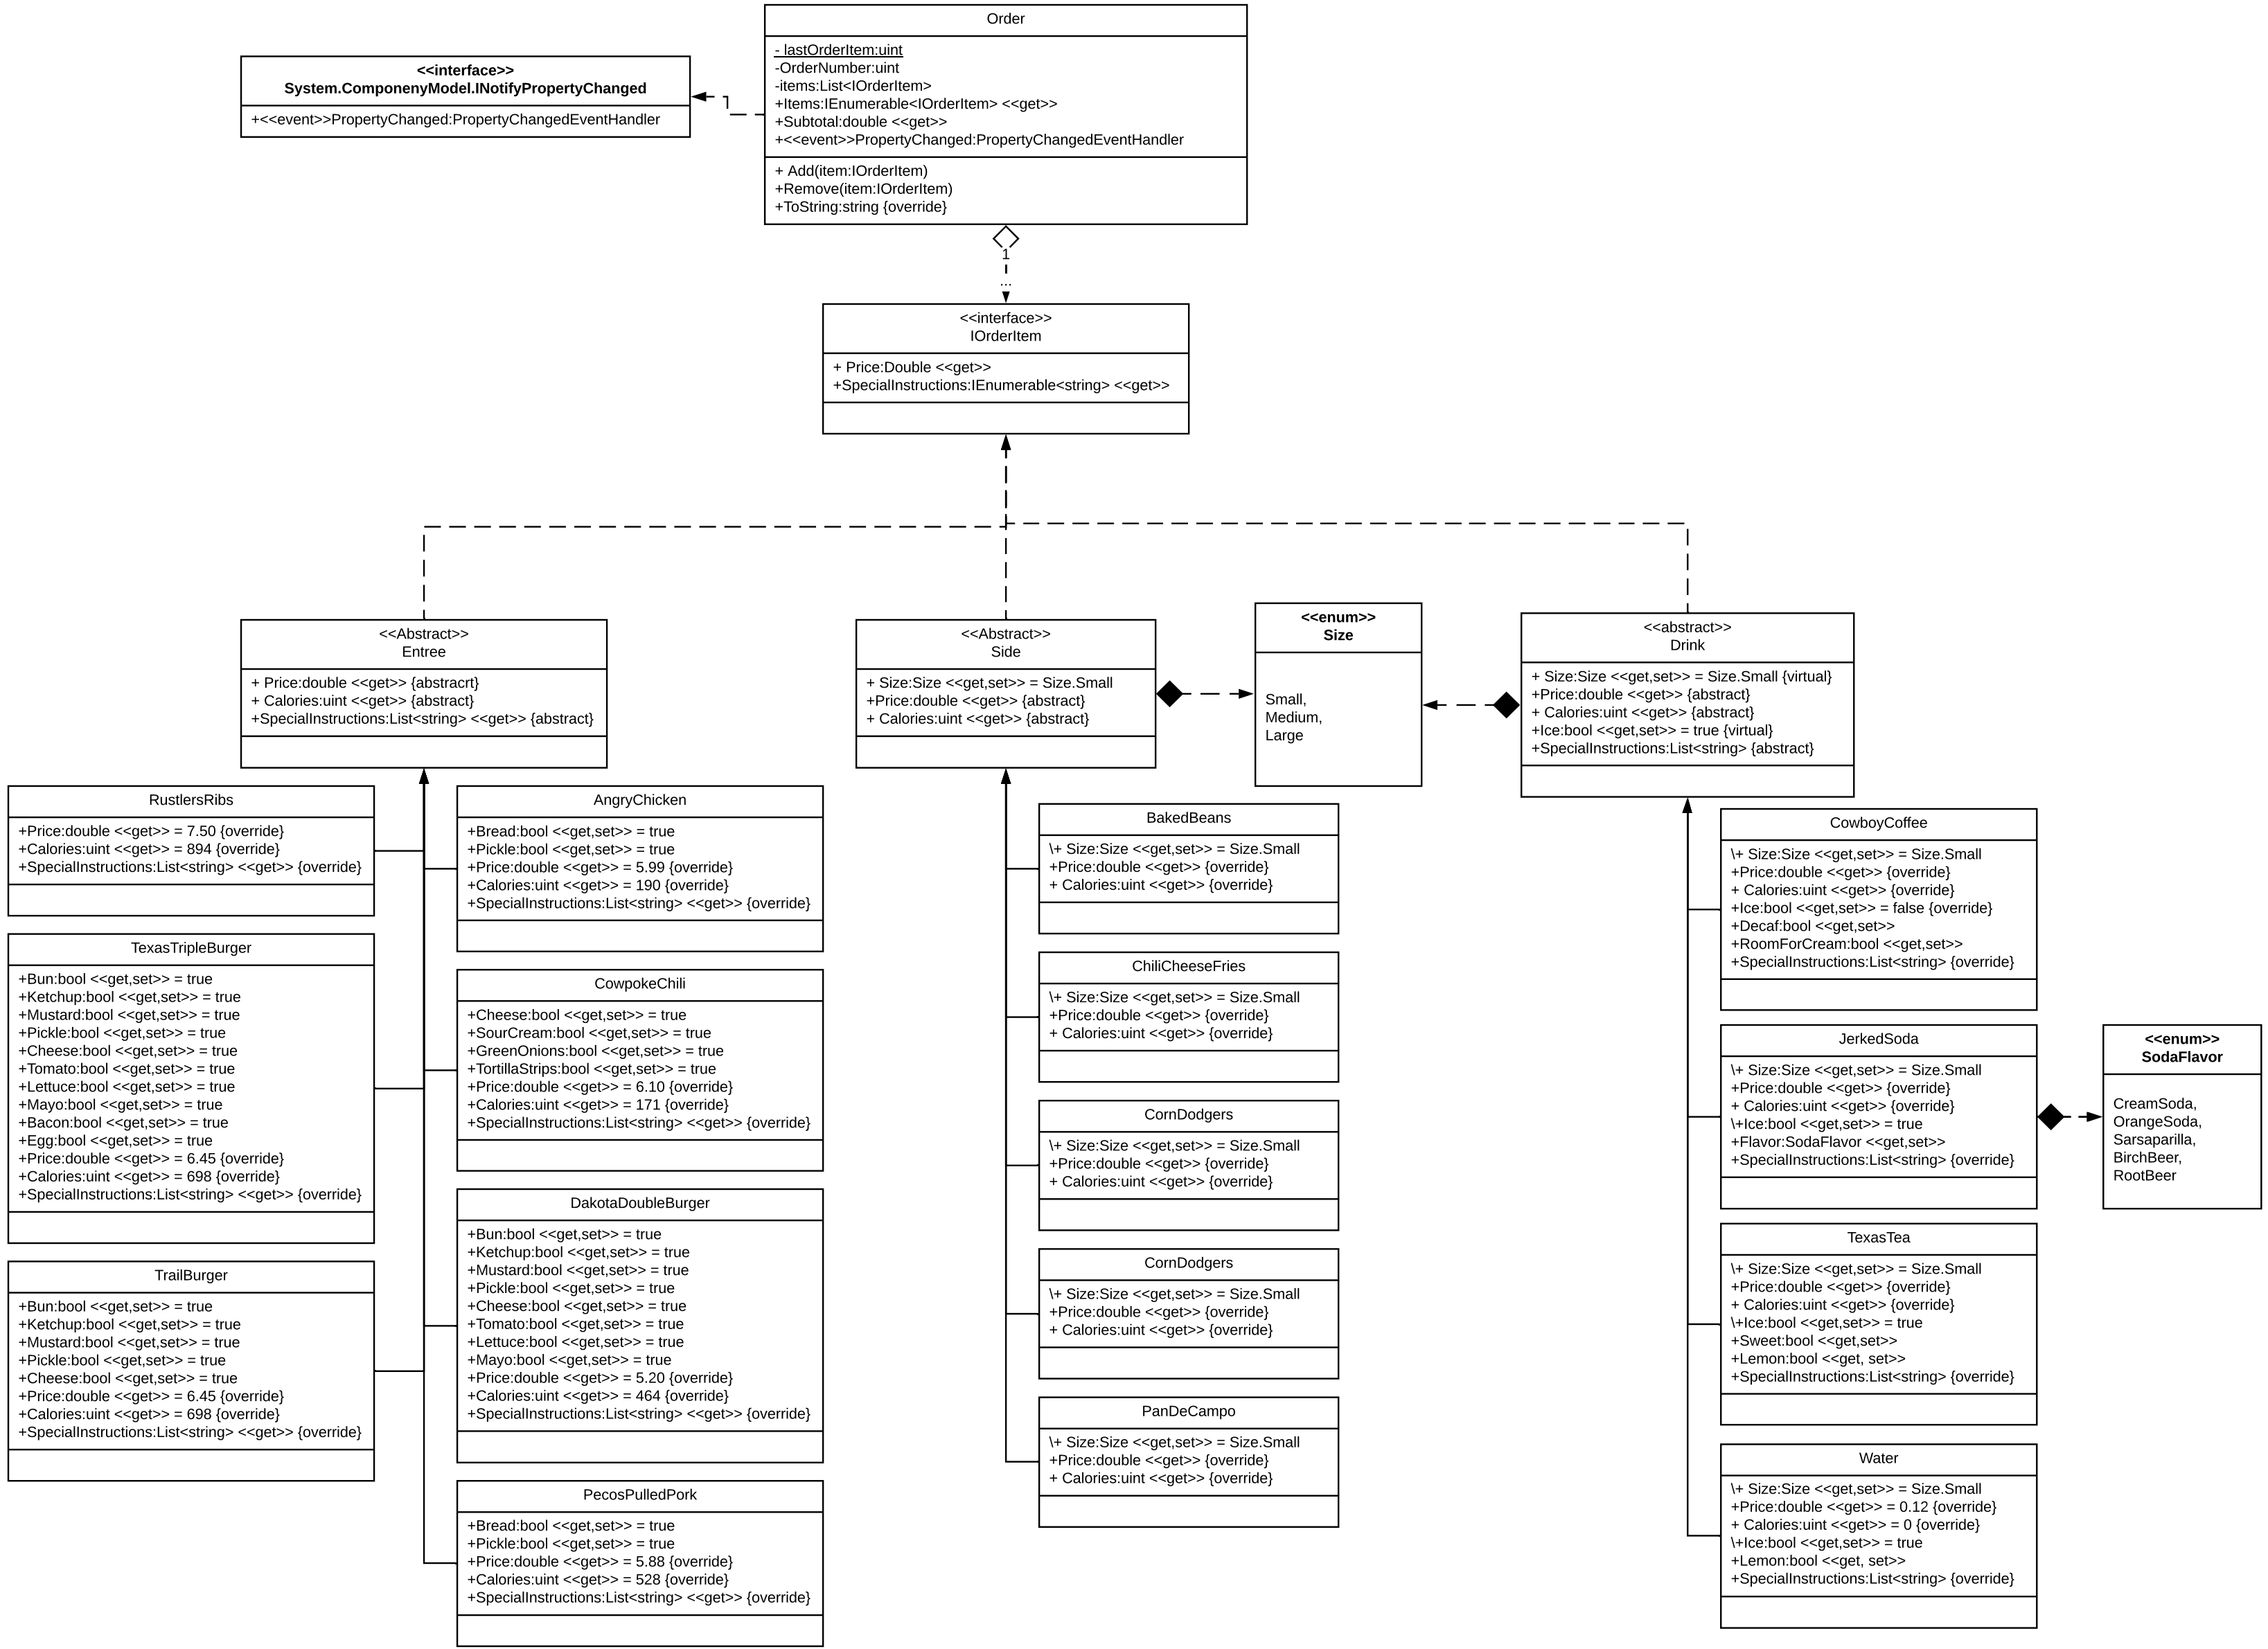 Order
- lastOrderItem:uint
-OrderNumber:uint
-items:List<IOrderItem>
+Items:IEnumerable<IOrderItem> <<get>>
+Subtotal:double <<get>>
+<<event>>PropertyChanged:PropertyChangedEventHandler
+ Add(item:IOrderItem)
+Remove(item:IOrderItem)
+ToString:string {override}
<<interface>>
System.ComponenyModel.INotifyPropertyChanged
+<<event>>PropertyChanged:PropertyChangedEventHandler
1
...
<<interface>>
IOrderItem
+ Price:Double <<get>>
+SpecialInstructions:IEnumerable<string> <<get>>
<<Abstract>>
Entree
+ Price:double <<get>> {abstracrt}
+ Calories:uint <<get>> {abstract}
+SpecialInstructions:List<string> <<get>> {abstract}
<<Abstract>>
Side
+ Size:Size <<get,set>> = Size.Small
+Price:double <<get>> {abstract}
+ Calories:uint <<get>> {abstract}
<<enum>>
Size
Small,
Medium,
Large
<<abstract>>
Drink
+ Size:Size <<get,set>> = Size.Small {virtual}
+Price:double <<get>> {abstract}
+ Calories:uint <<get>> {abstract}
+Ice:bool <<get,set>> = true {virtual}
+SpecialInstructions:List<string> {abstract}
RustlersRibs
+Price:double <<get>> = 7.50 {override}
+Calories:uint <<get>> = 894 {override}
+SpecialInstructions:List<string> <<get>> {override}
TexasTripleBurger
+Bun:bool <<get,set>> = true
+Ketchup:bool <<get,set>> = true
+Mustard:bool <<get,set>> = true
+Pickle:bool <<get,set>> = true
+Cheese:bool <<get,set>> = true
+Tomato:bool <<get,set>> = true
+Lettuce:bool <<get,set>> = true
+Mayo:bool <<get,set>> = true
+Bacon:bool <<get,set>> = true
+Egg:bool <<get,set>> = true
+Price:double <<get>> = 6.45 {override}
+Calories:uint <<get>> = 698 {override}
+SpecialInstructions:List<string> <<get>> {override}
TrailBurger
+Bun:bool <<get,set>> = true
+Ketchup:bool <<get,set>> = true
+Mustard:bool <<get,set>> = true
+Pickle:bool <<get,set>> = true
+Cheese:bool <<get,set>> = true
+Price:double <<get>> = 6.45 {override}
+Calories:uint <<get>> = 698 {override}
+SpecialInstructions:List<string> <<get>> {override}
AngryChicken
+Bread:bool <<get,set>> = true
+Pickle:bool <<get,set>> = true
+Price:double <<get>> = 5.99 {override}
+Calories:uint <<get>> = 190 {override}
+SpecialInstructions:List<string> <<get>> {override}
CowpokeChili
+Cheese:bool <<get,set>> = true
+SourCream:bool <<get,set>> = true
+GreenOnions:bool <<get,set>> = true
+TortillaStrips:bool <<get,set>> = true
+Price:double <<get>> = 6.10 {override}
+Calories:uint <<get>> = 171 {override}
+SpecialInstructions:List<string> <<get>> {override}
DakotaDoubleBurger
+Bun:bool <<get,set>> = true
+Ketchup:bool <<get,set>> = true
+Mustard:bool <<get,set>> = true
+Pickle:bool <<get,set>> = true
+Cheese:bool <<get,set>> = true
+Tomato:bool <<get,set>> = true
+Lettuce:bool <<get,set>> = true
+Mayo:bool <<get,set>> = true
+Price:double <<get>> = 5.20 {override}
+Calories:uint <<get>> = 464 {override}
+SpecialInstructions:List<string> <<get>> {override}
PecosPulledPork
+Bread:bool <<get,set>> = true
+Pickle:bool <<get,set>> = true
+Price:double <<get>> = 5.88 {override}
+Calories:uint <<get>> = 528 {override}
+SpecialInstructions:List<string> <<get>> {override}
BakedBeans
\+ Size:Size <<get,set>> = Size.Small
+Price:double <<get>> {override}
+ Calories:uint <<get>> {override}
ChiliCheeseFries
\+ Size:Size <<get,set>> = Size.Small
+Price:double <<get>> {override}
+ Calories:uint <<get>> {override}
CornDodgers
\+ Size:Size <<get,set>> = Size.Small
+Price:double <<get>> {override}
+ Calories:uint <<get>> {override}
CornDodgers
\+ Size:Size <<get,set>> = Size.Small
+Price:double <<get>> {override}
+ Calories:uint <<get>> {override}
PanDeCampo
\+ Size:Size <<get,set>> = Size.Small
+Price:double <<get>> {override}
+ Calories:uint <<get>> {override}
CowboyCoffee
\+ Size:Size <<get,set>> = Size.Small
+Price:double <<get>> {override}
+ Calories:uint <<get>> {override}
+Ice:bool <<get,set>> = false {override}
+Decaf:bool <<get,set>>
+RoomForCream:bool <<get,set>>
+SpecialInstructions:List<string> {override}
JerkedSoda
\+ Size:Size <<get,set>> = Size.Small
+Price:double <<get>> {override}
+ Calories:uint <<get>> {override}
\+Ice:bool <<get,set>> = true
+Flavor:SodaFlavor <<get,set>>
+SpecialInstructions:List<string> {override}
<<enum>>
SodaFlavor
CreamSoda,
OrangeSoda,
Sarsaparilla,
BirchBeer,
RootBeer
TexasTea
\+ Size:Size <<get,set>> = Size.Small
+Price:double <<get>> {override}
+ Calories:uint <<get>> {override}
\+Ice:bool <<get,set>> = true
+Sweet:bool <<get,set>>
+Lemon:bool <<get, set>>
+SpecialInstructions:List<string> {override}
Water
\+ Size:Size <<get,set>> = Size.Small
+Price:double <<get>> = 0.12 {override}
+ Calories:uint <<get>> = 0 {override}
\+Ice:bool <<get,set>> = true
+Lemon:bool <<get, set>>
+SpecialInstructions:List<string> {override}